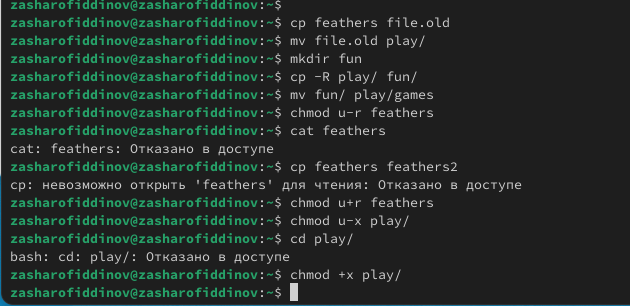 zasharofiddinov@zasharofiddinov:~$
zasharofiddinov@zasharofiddinov:~$ cp feathers file.old
zasharofiddinov@zasharofiddinov:~$ mv file.old play/
zasharofiddinov@zasharofiddinov:~$ mkdir fun
zasharofiddinov@zasharofiddinov:~$ cp -R play/ fun/
zasharofiddinov@zasharofiddinov:~$ mv fun/ play/games
zasharofiddinov@zasharofiddinov:~$ chmod u-r feathers
zasharofiddinov@zasharofiddinov:~$ cat feathers
cat: feathers: Отказано в доступе
zasharofiddinov@zasharofiddinov:~$ cp feathers feathers2
cp: невозможно открыть 'feathers' для чтения: Отказано в доступе
zasharofiddinov@zasharofiddinov:~$ chmod u+r feathers
zasharofiddinov@zasharofiddinov:~$ chmod u-x play/
zasharofiddinov@zasharofiddinov:~$ cd play/
bash: cd: play/: Отказано в доступе
zasharofiddinov@zasharofiddinov:~$ chmod +x play/
zasharofiddinov@zasharofiddinov:~$